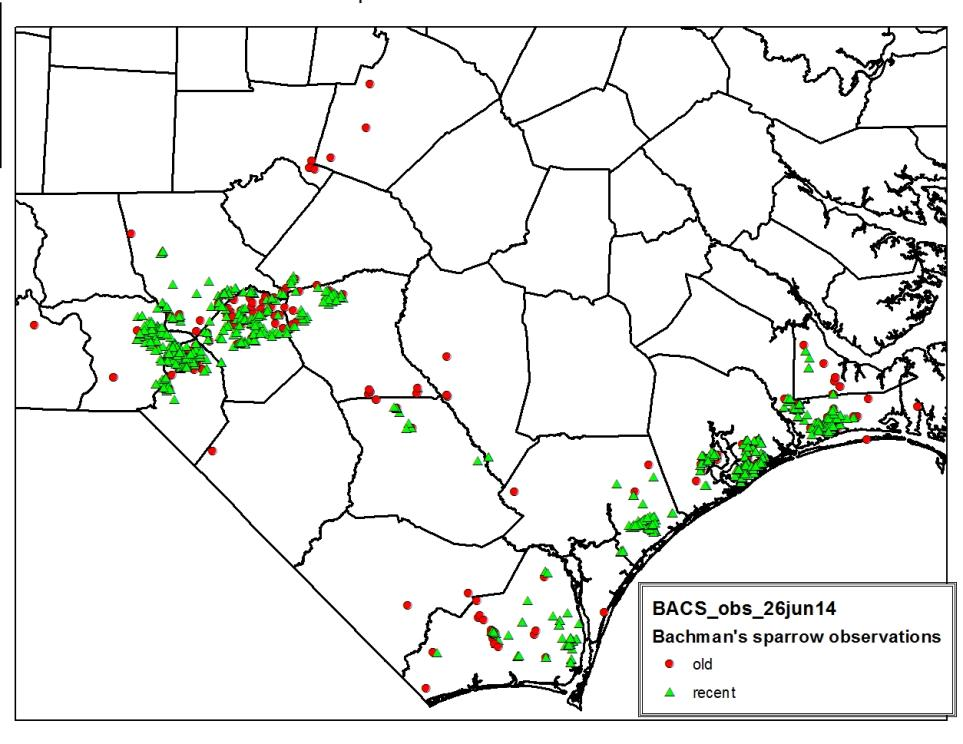 BACS_obs_26jun14
Bachman's sparrow observations
old
recent